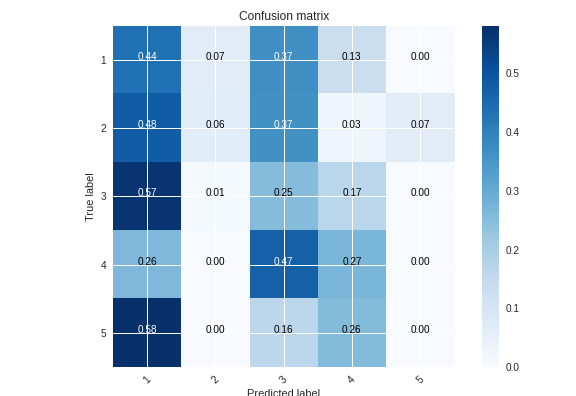 Confusion matrix
1 0.44 0.07 0.37 0.13 0.00
2 0.48 0.06 0.37 0.03 0.07
3 0.57 0.01 0.25 0.17 0.00
4 0.26 0.00 0.47 0.27 0.00
5 0.58 0.00 0.16 0.26 0.00
1 2 3 4 5
True label
Predicted label
0.5
0.4
0.3
0.2
0.1
0.0